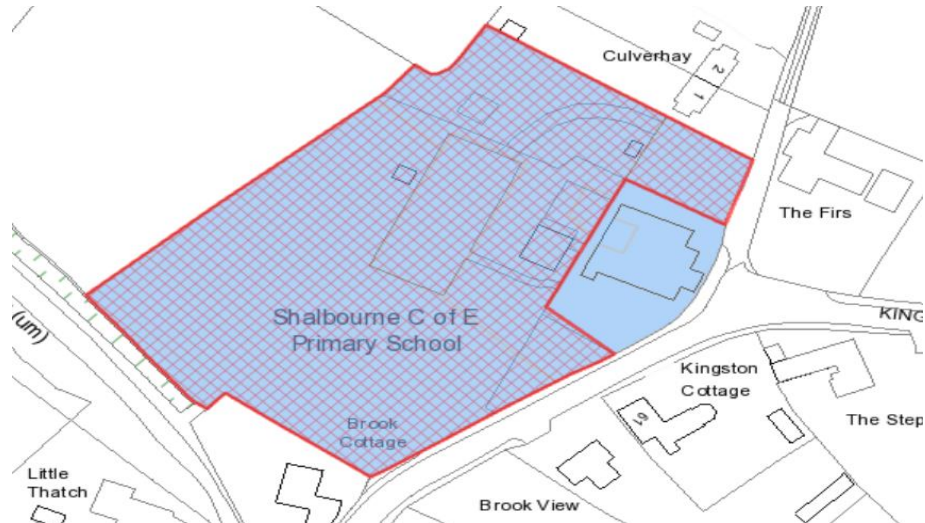 Culverhay
2
1
The Firs
(um)
Shalbourne C of E
Primary School
KING
Kingston
Cottage
61
The Step
Brook
Cottage
Little
Thatch
Brook View